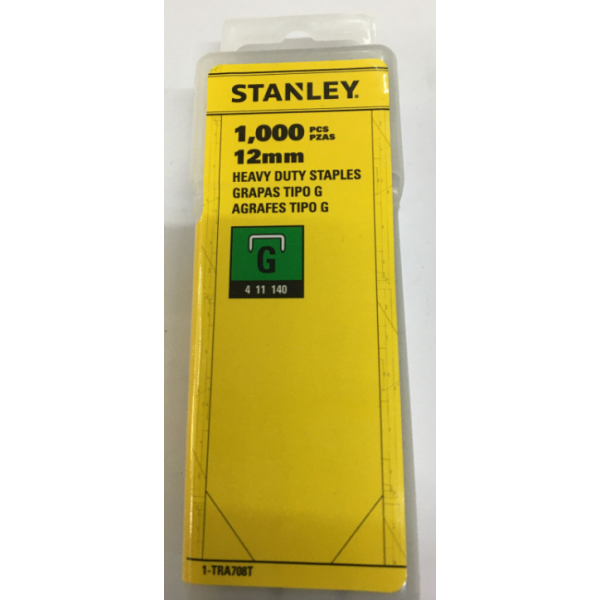 STANLEY®
1,000 PCS PZAS
12mm
HEAVY DUTY STAPLES
GRAPAS TIPO G
AGRAFES TIPO G
G
4 11 140
1-TRA708T